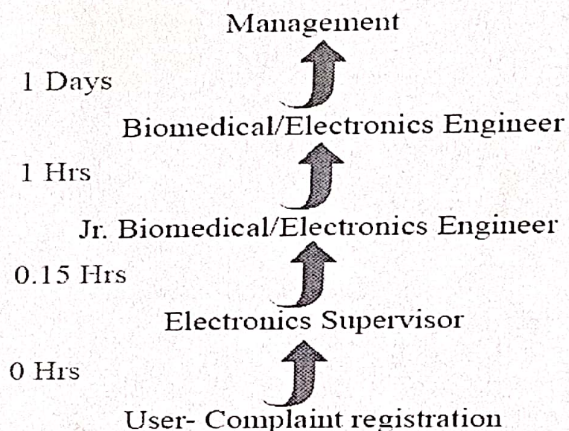 Management
1 Days
Biomedical/Electronics Engineer
1 Hrs
Jr. Biomedical/Electronics Engineer
0.15 Hrs
Electronics Supervisor
0 Hrs
User- Complaint registration